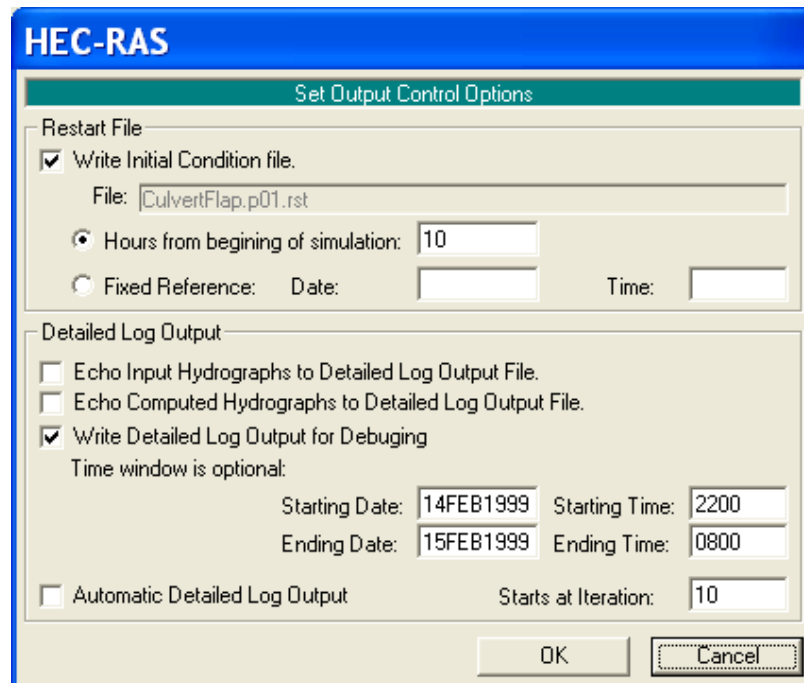 HEC-RAS
Set Output Control Options
Restart File
Write Initial Condition file.
File: CulvertFlap.p01.rst
Hours from begining of simulation: 10
Fixed Reference: Date: Time:
Detailed Log Output
Echo Input Hydrographs to Detailed Log Output File.
Echo Computed Hydrographs to Detailed Log Output File.
Write Detailed Log Output for Debuging
Time window is optional:
Starting Date: 14FEB1999 Starting Time: 2200
Ending Date: 15FEB1999 Ending Time: 0800
Automatic Detailed Log Output Starts at Iteration: 10
OK Cancel